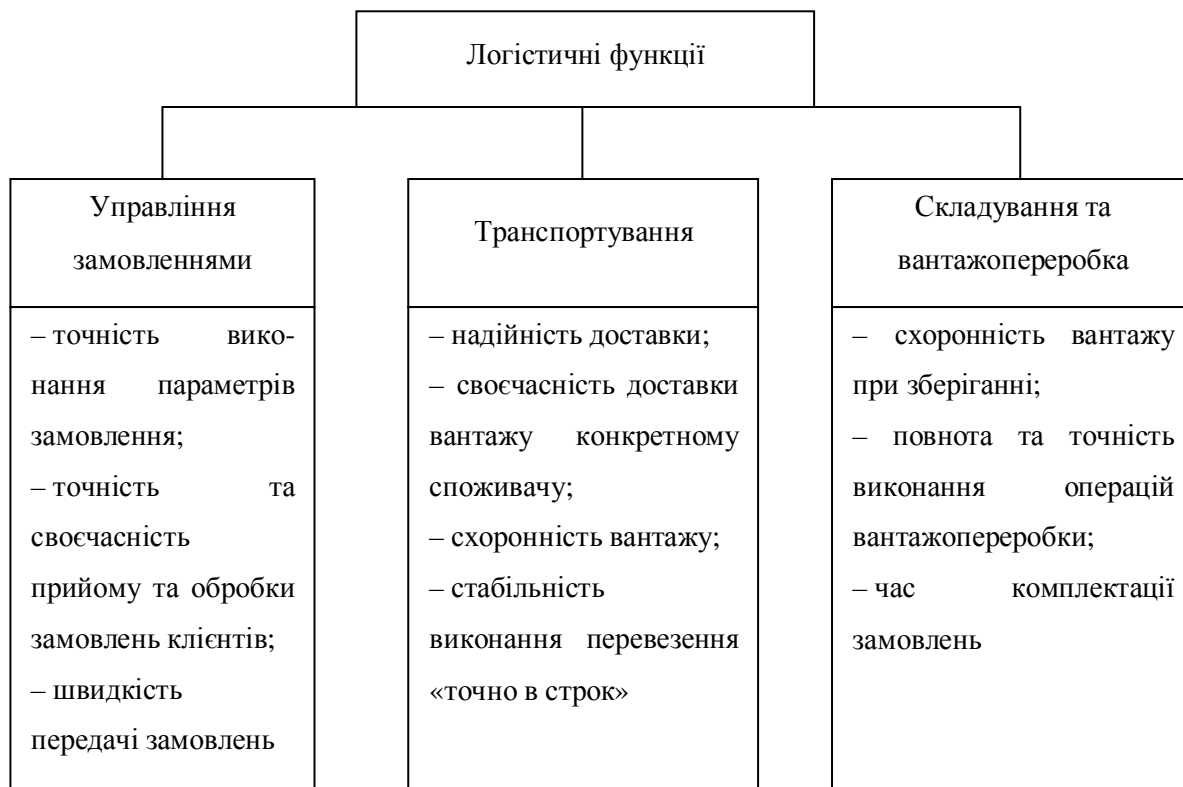 Логістичні функції
Управління
замовленнями
– точність вико-
нання параметрів
замовлення;
– точність та
своєчасність
прийому та обробки
замовлень клієнтів;
– швидкість
передачі замовлень
Транспортування
– надійність доставки;
– своєчасність доставки
вантажу конкретному
споживачу;
– схоронність вантажу;
– стабільність
виконання перевезення
«точно в строк»
Складування та
вантажопереробка
– схоронність вантажу
при зберіганні;
– повнота та точність
виконання операцій
вантажопереробки;
– час комплектації
замовлень